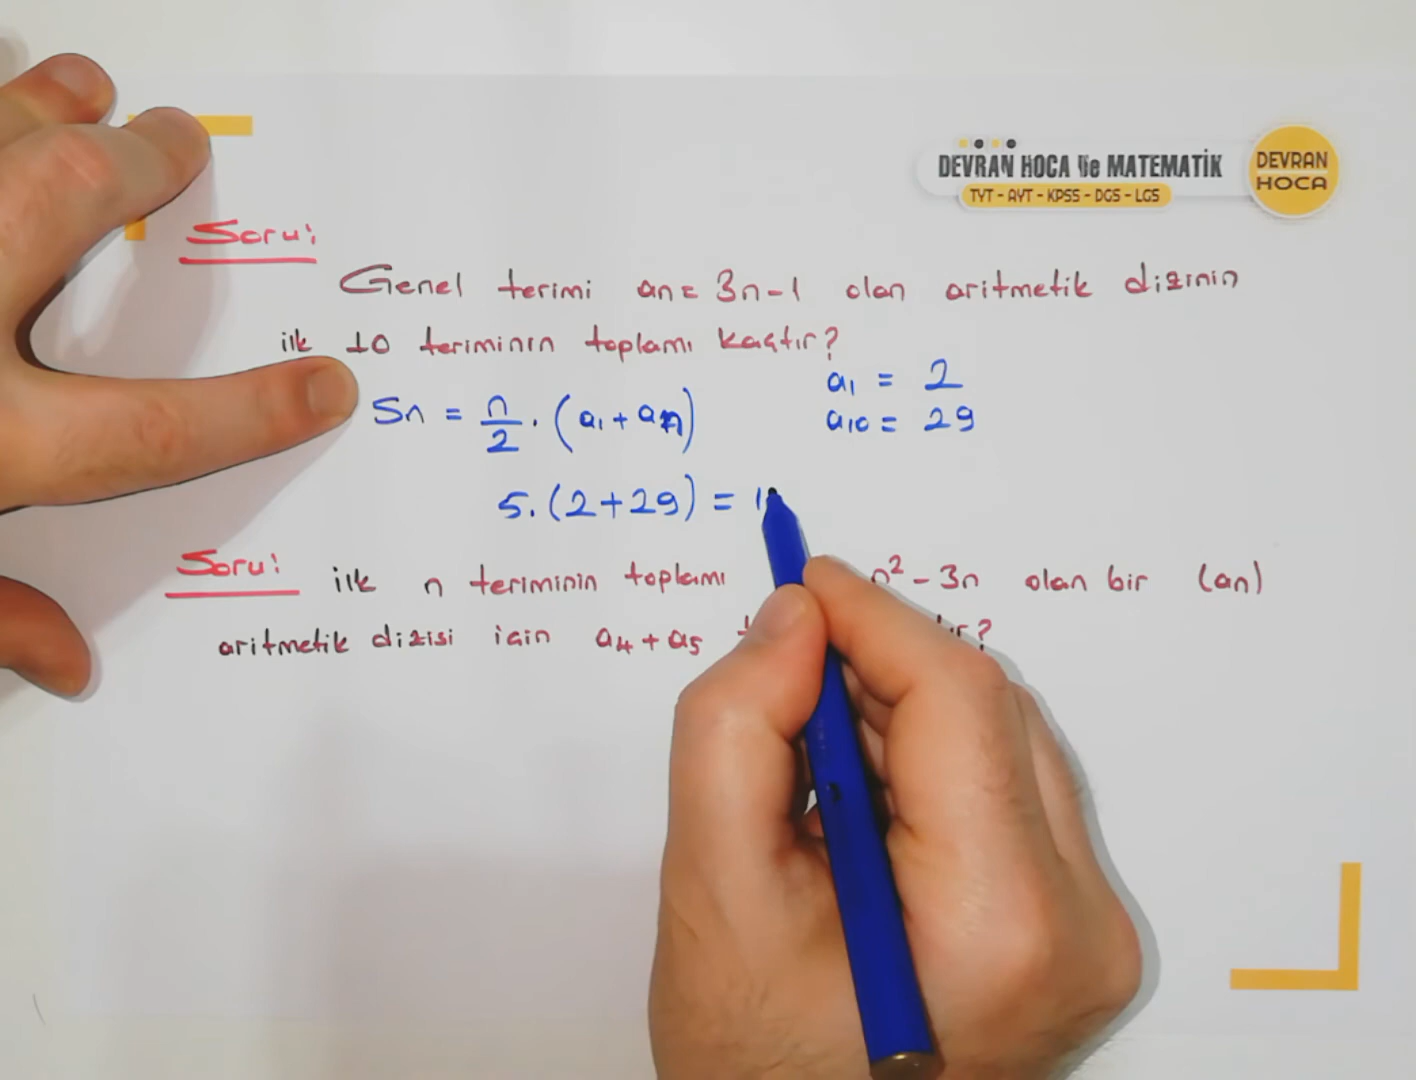 DEVRAN HOCA ile MATEMATİK
TYT - AYT - KPSS - DGS - LGS
DEVRAN
HOCA
Soru:
Genel terimi an = 3n-1 olan aritmetik dizinin
ilk 10 teriminin toplamı kaçtır?
Sn = n/2 . (a1 + an)
a1 = 2
a10 = 29
5.(2+29) =
Soru: ilk n teriminin toplamı n² - 3n olan bir (an)
aritmetik dizisi için a4 + a5